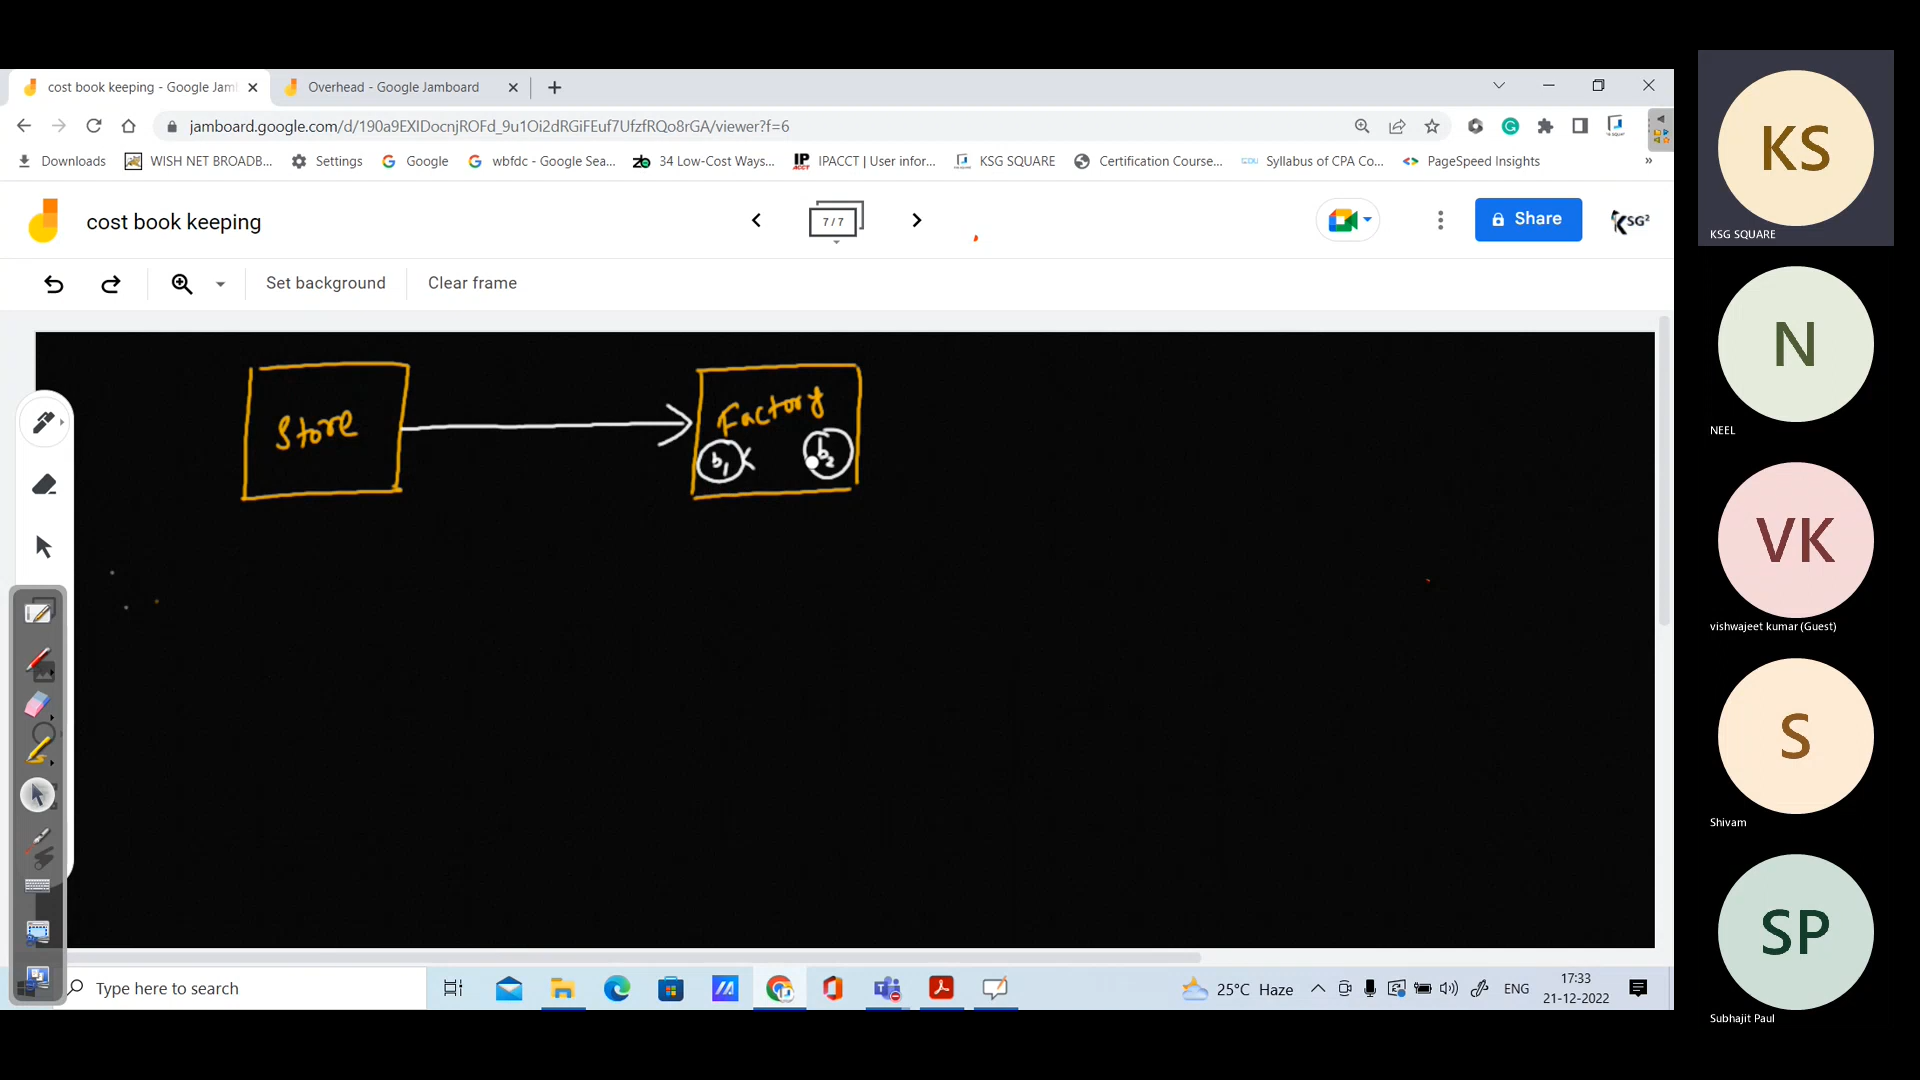 cost book keeping - Google Jam
Overhead - Google Jamboard
jamboard.google.com/d/190a9EXIDocnjROFd_9u1Oi2dRGiFEuf7UfzfRQo8rGA/viewer?f=6
Downloads
WISH NET BROADB...
Settings
Google
wbfdc - Google Sea...
34 Low-Cost Ways...
IPACCT | User infor...
KSG SQUARE
Certification Course...
Syllabus of CPA Co...
PageSpeed Insights
cost book keeping
7 / 7
Share
KSG²
Set background
Clear frame
Store
Factory
b1
b2
Type here to search
25°C Haze
ENG
17:33
21-12-2022
KS
KSG SQUARE
N
NEEL
VK
vishwajeet kumar (Guest)
S
Shivam
SP
Subhajit Paul